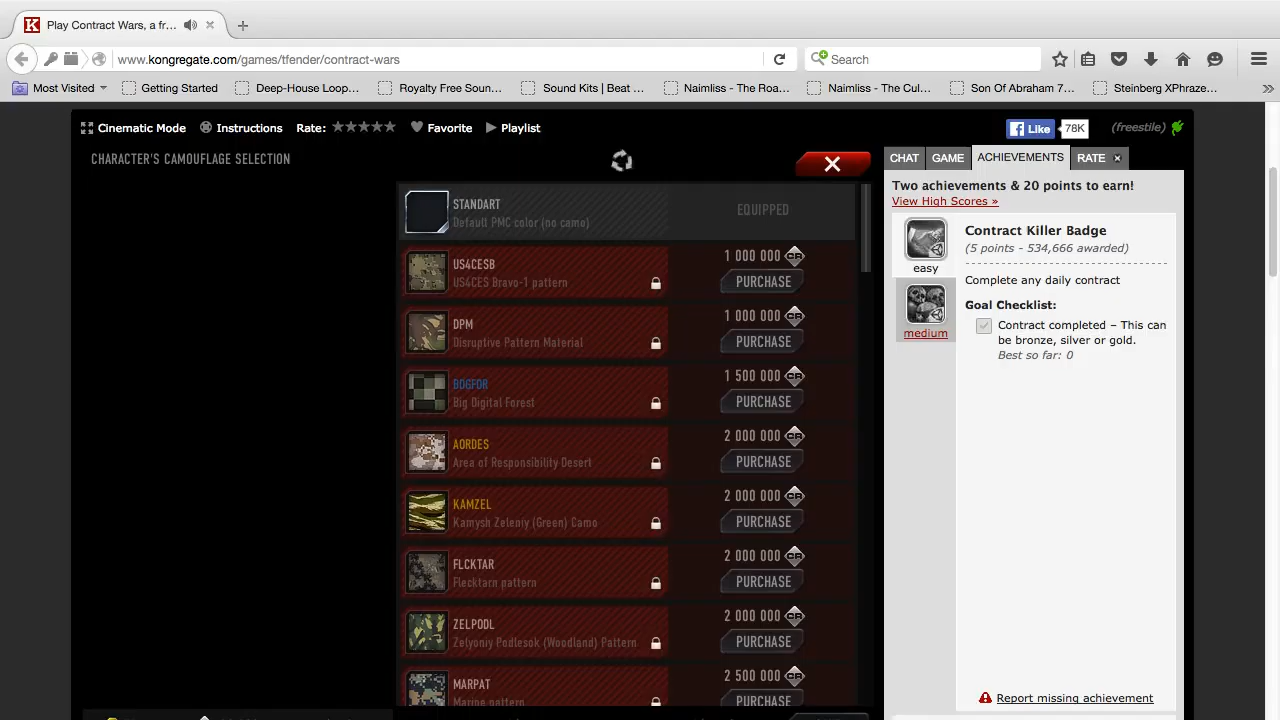 Play Contract Wars, a fr...
www.kongregate.com/games/tfender/contract-wars
Search
Most Visited
Getting Started
Deep-House Loop...
Royalty Free Soun...
Sound Kits | Beat ...
Naimliss - The Roa...
Naimliss - The Cul...
Son Of Abraham 7...
Steinberg XPhraze...
Cinematic Mode
Instructions
Rate:
Favorite
Playlist
Like
78K
(freestile)
CHARACTER'S CAMOUFLAGE SELECTION
STANDART
Default PMC color (no camo)
EQUIPPED
US4CESB
US4CES Bravo-1 pattern
1 000 000
PURCHASE
DPM
Disruptive Pattern Material
1 000 000
PURCHASE
BOGFOR
Big Digital Forest
1 500 000
PURCHASE
AORDES
Area of Responsibility Desert
2 000 000
PURCHASE
KAMZEL
Kamysh Zeleniy (Green) Camo
2 000 000
PURCHASE
FLCKTAR
Flecktarn pattern
2 000 000
PURCHASE
ZELPODL
Zelyoniy Podlesok (Woodland) Pattern
2 000 000
PURCHASE
MARPAT
Marine pattern
2 500 000
PURCHASE
CHAT
GAME
ACHIEVEMENTS
RATE
Two achievements & 20 points to earn!
View High Scores »
easy
medium
Contract Killer Badge
(5 points - 534,666 awarded)
Complete any daily contract
Goal Checklist:
Contract completed – This can
be bronze, silver or gold.
Best so far: 0
Report missing achievement